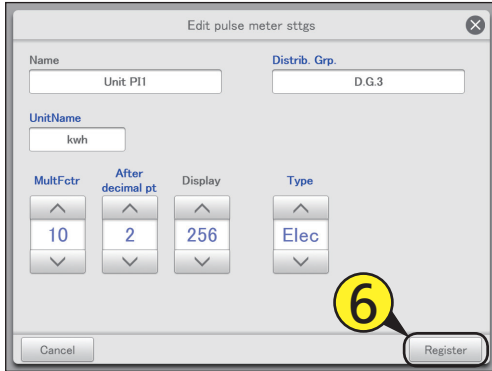 Edit pulse meter sttgs
Name
Distrib. Grp.
Unit PI1
D.G.3
UnitName
kwh
MultFctr
After
decimal pt
Display
Type
10
2
256
Elec
6
Cancel
Register